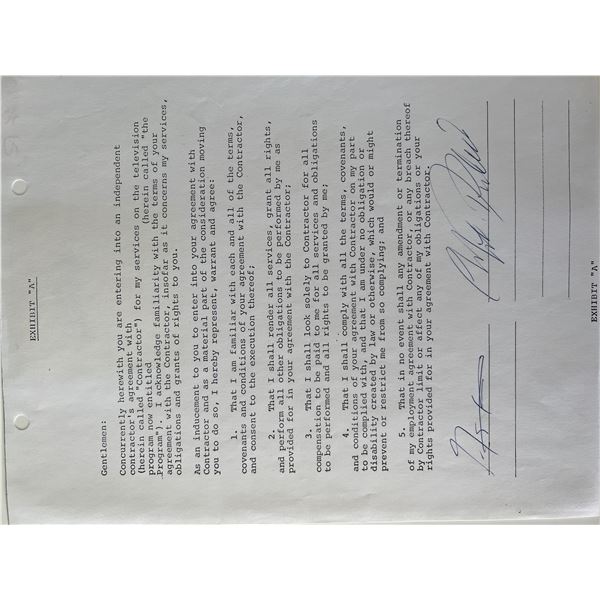 EXHIBIT "A"
Gentlemen:
Concurrently herewith you are entering into an independent
contractor's agreement with
(herein called "Contractor") for my services on the television
program now entitled (herein called "the
Program"). I acknowledge familiarity with the terms of your
agreement with the Contractor, insofar as it concerns my services,
obligations and grants of rights to you.
As an inducement to you to enter into your agreement with
Contractor and as a material part of the consideration moving
you to do so, I hereby represent, warrant and agree:
1. That I am familiar with each and all of the terms,
covenants and conditions of your agreement with the Contractor,
and consent to the execution thereof;
2. That I shall render all services, grant all rights,
and perform all other obligations to be performed by me as
provided for in your agreement with the Contractor;
3. That I shall look solely to Contractor for all
compensation to be paid to me for all services and obligations
to be performed and all rights to be granted by me;
4. That I shall comply with all the terms, covenants,
and conditions of your agreement with Contractor on my part
to be complied with, and that I am under no obligation or
disability created by law or otherwise, which would or might
prevent or restrict me from so complying; and
5. That in no event shall any amendment or termination
of my employment agreement with Contractor, or any breach thereof
by Contractor limit or affect any of my obligations or your
rights provided for in your agreement with Contractor.
EXHIBIT "A"